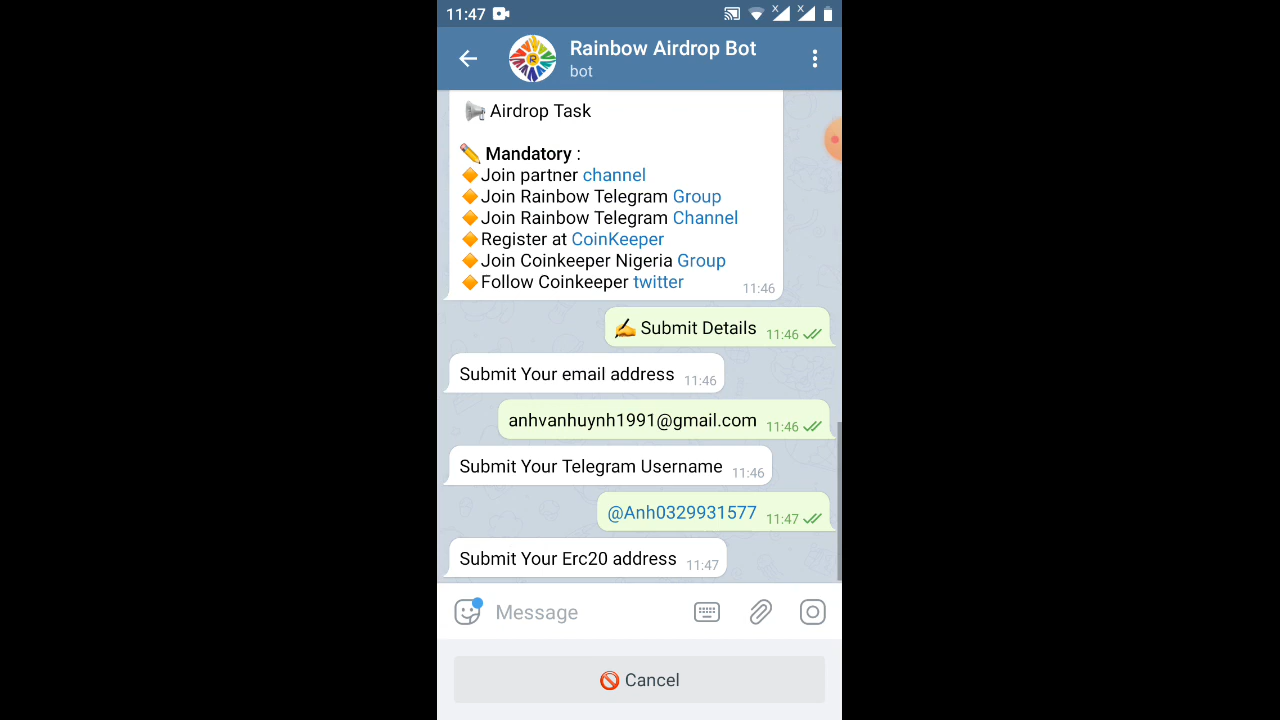 11:47
Rainbow Airdrop Bot
bot
Airdrop Task
Mandatory :
Join partner channel
Join Rainbow Telegram Group
Join Rainbow Telegram Channel
Register at CoinKeeper
Join Coinkeeper Nigeria Group
Follow Coinkeeper twitter
11:46
Submit Details 11:46
Submit Your email address 11:46
anhvanhuynh1991@gmail.com 11:46
Submit Your Telegram Username 11:46
@Anh0329931577 11:47
Submit Your Erc20 address 11:47
Message
Cancel